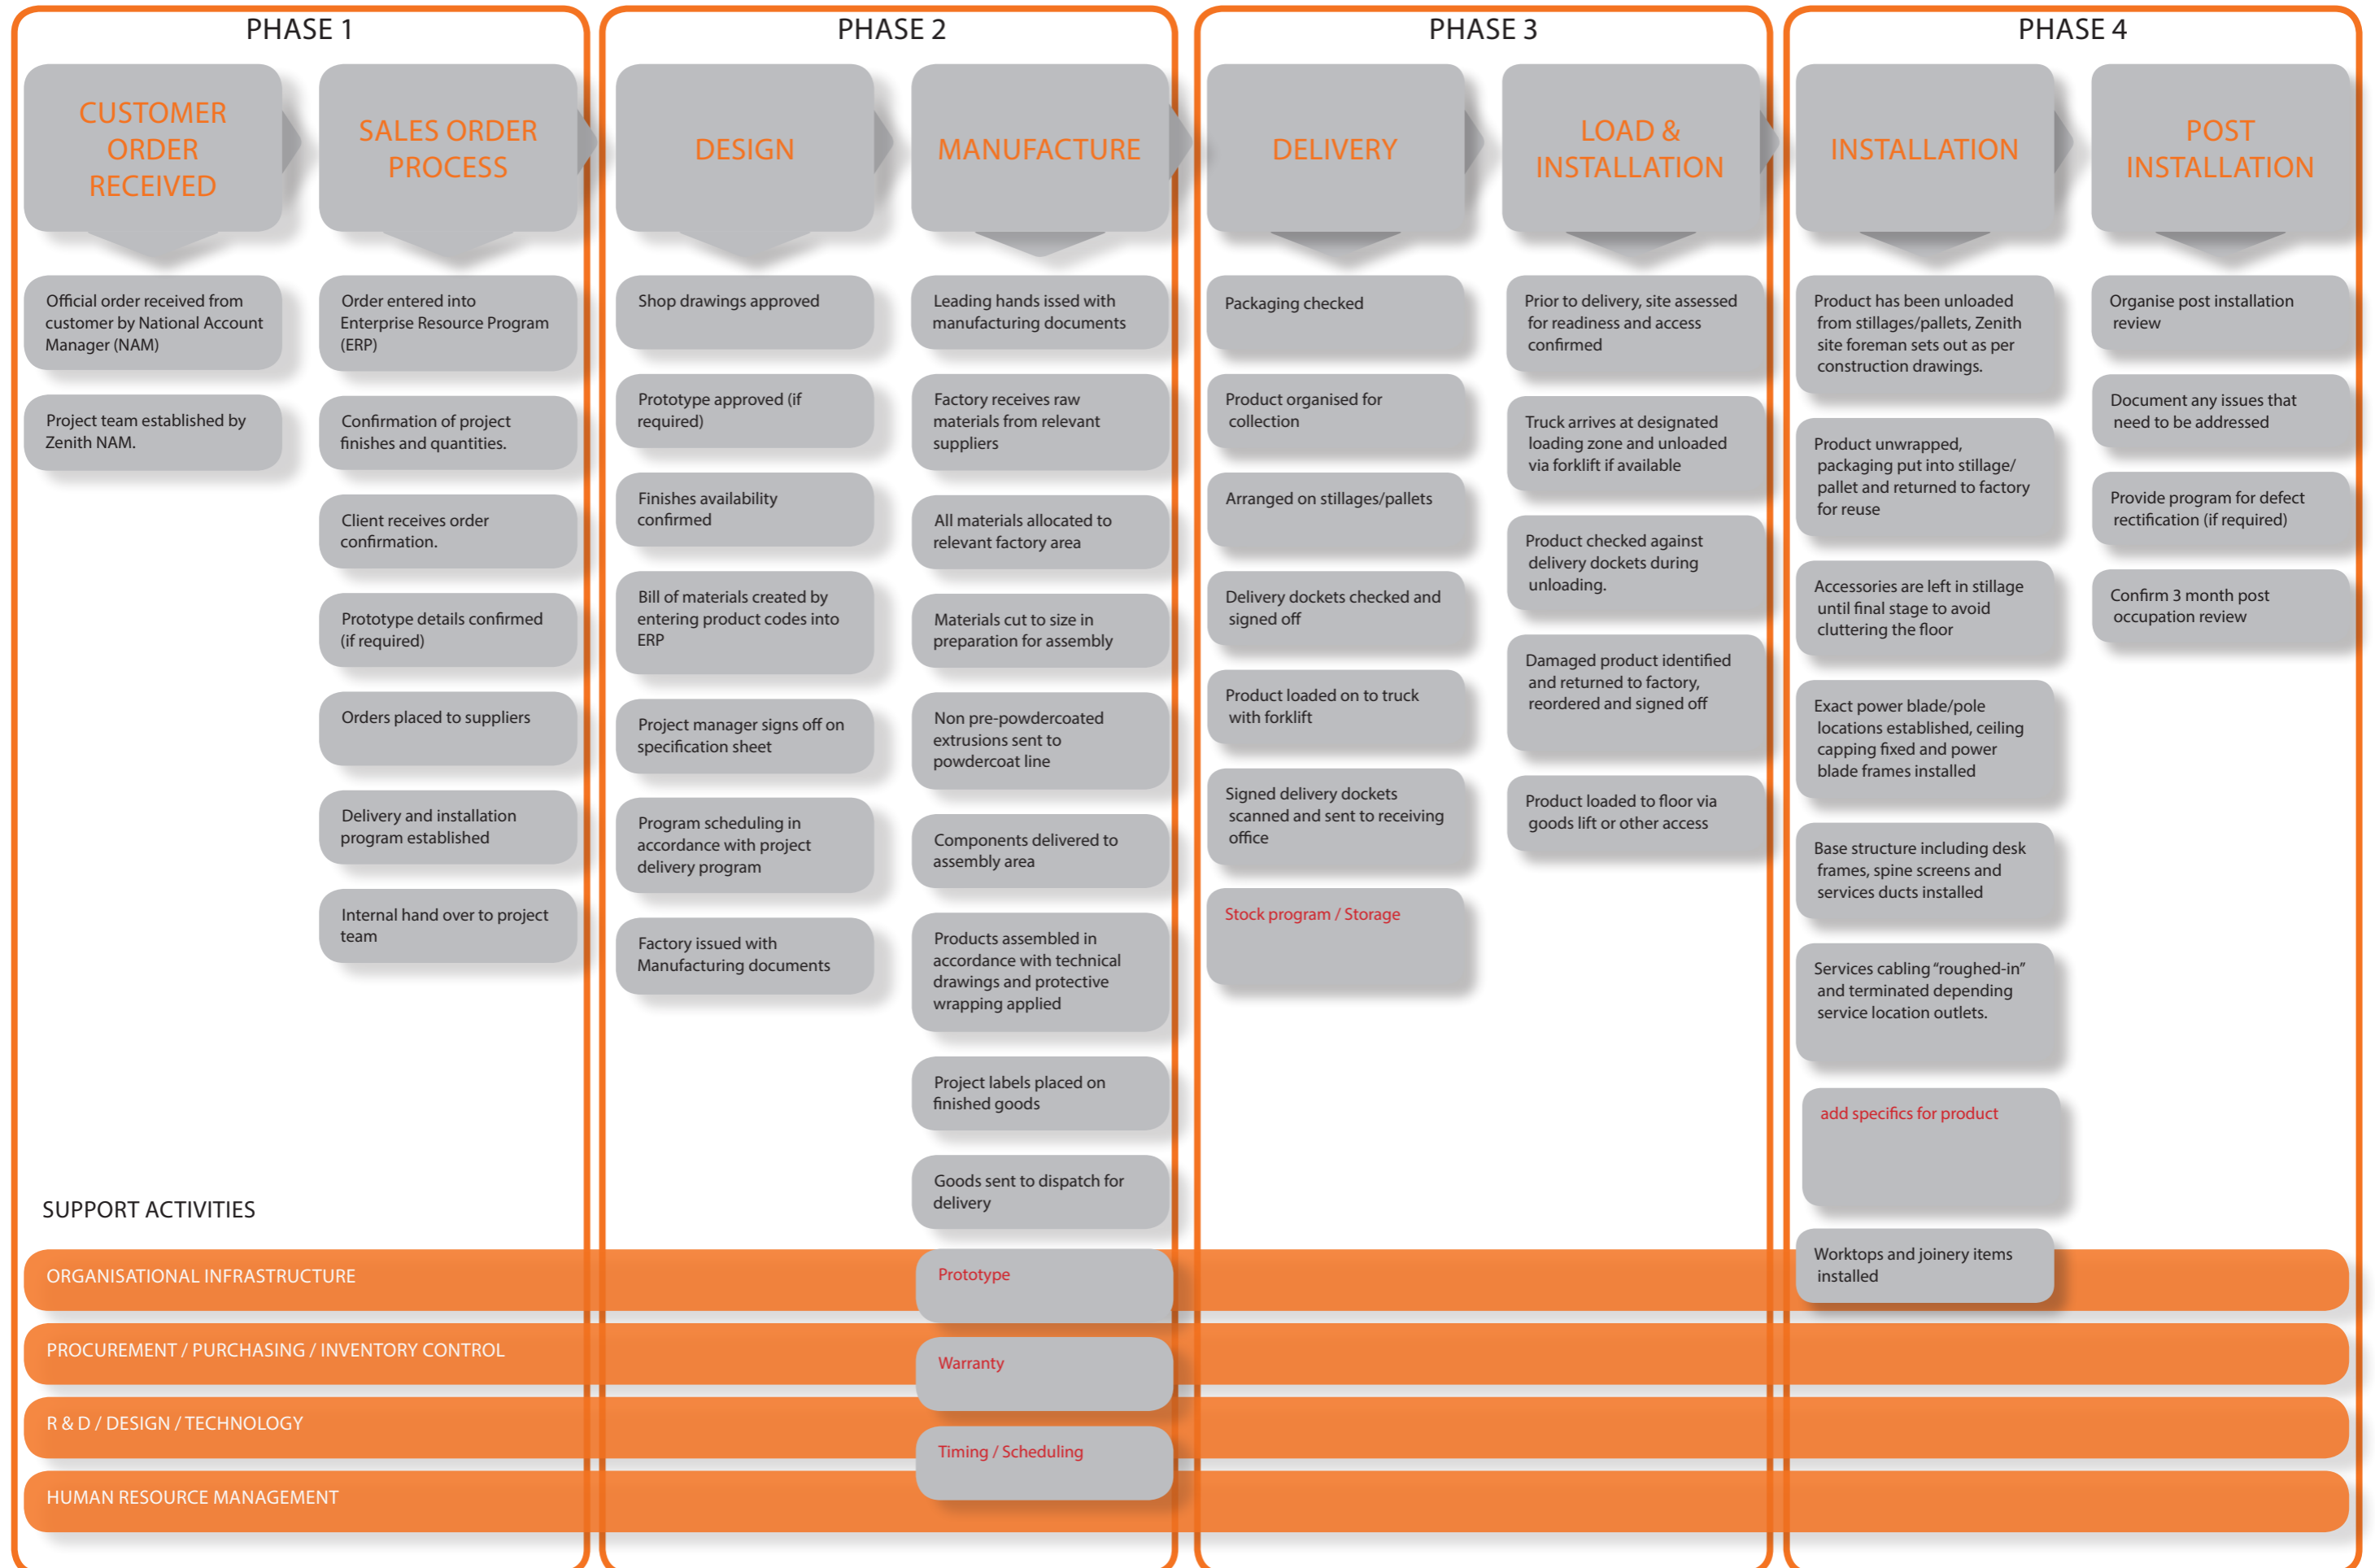 PHASE 1
CUSTOMER
ORDER
RECEIVED
Official order received from
customer by National Account
Manager (NAM)
Project team established by
Zenith NAM.
SALES ORDER
PROCESS
Order entered into
Enterprise Resource Program
(ERP)
Confirmation of project
finishes and quantities.
Client receives order
confirmation.
Prototype details confirmed
(if required)
Orders placed to suppliers
Delivery and installation
program established
Internal hand over to project
team
PHASE 2
DESIGN
Shop drawings approved
Prototype approved (if
required)
Finishes availability
confirmed
Bill of materials created by
entering product codes into
ERP
Project manager signs off on
specification sheet
Program scheduling in
accordance with project
delivery program
Factory issued with
Manufacturing documents
MANUFACTURE
Leading hands issed with
manufacturing documents
Factory receives raw
materials from relevant
suppliers
All materials allocated to
relevant factory area
Materials cut to size in
preparation for assembly
Non pre-powdercoated
extrusions sent to
powdercoat line
Components delivered to
assembly area
Products assembled in
accordance with technical
drawings and protective
wrapping applied
Project labels placed on
finished goods
Goods sent to dispatch for
delivery
Prototype
Warranty
Timing / Scheduling
PHASE 3
DELIVERY
Packaging checked
Product organised for
collection
Arranged on stillages/pallets
Delivery dockets checked and
signed off
Product loaded on to truck
with forklift
Signed delivery dockets
scanned and sent to receiving
office
Stock program / Storage
LOAD &
INSTALLATION
Prior to delivery, site assessed
for readiness and access
confirmed
Truck arrives at designated
loading zone and unloaded
via forklift if available
Product checked against
delivery dockets during
unloading.
Damaged product identified
and returned to factory,
reordered and signed off
Product loaded to floor via
goods lift or other access
PHASE 4
INSTALLATION
Product has been unloaded
from stillages/pallets, Zenith
site foreman sets out as per
construction drawings.
Product unwrapped,
packaging put into stillage/
pallet and returned to factory
for reuse
Accessories are left in stillage
until final stage to avoid
cluttering the floor
Exact power blade/pole
locations established, ceiling
capping fixed and power
blade frames installed
Base structure including desk
frames, spine screens and
services ducts installed
Services cabling “roughed-in”
and terminated depending
service location outlets.
add specifics for product
Worktops and joinery items
installed
POST
INSTALLATION
Organise post installation
review
Document any issues that
need to be addressed
Provide program for defect
rectification (if required)
Confirm 3 month post
occupation review
SUPPORT ACTIVITIES
ORGANISATIONAL INFRASTRUCTURE
PROCUREMENT / PURCHASING / INVENTORY CONTROL
R & D / DESIGN / TECHNOLOGY
HUMAN RESOURCE MANAGEMENT